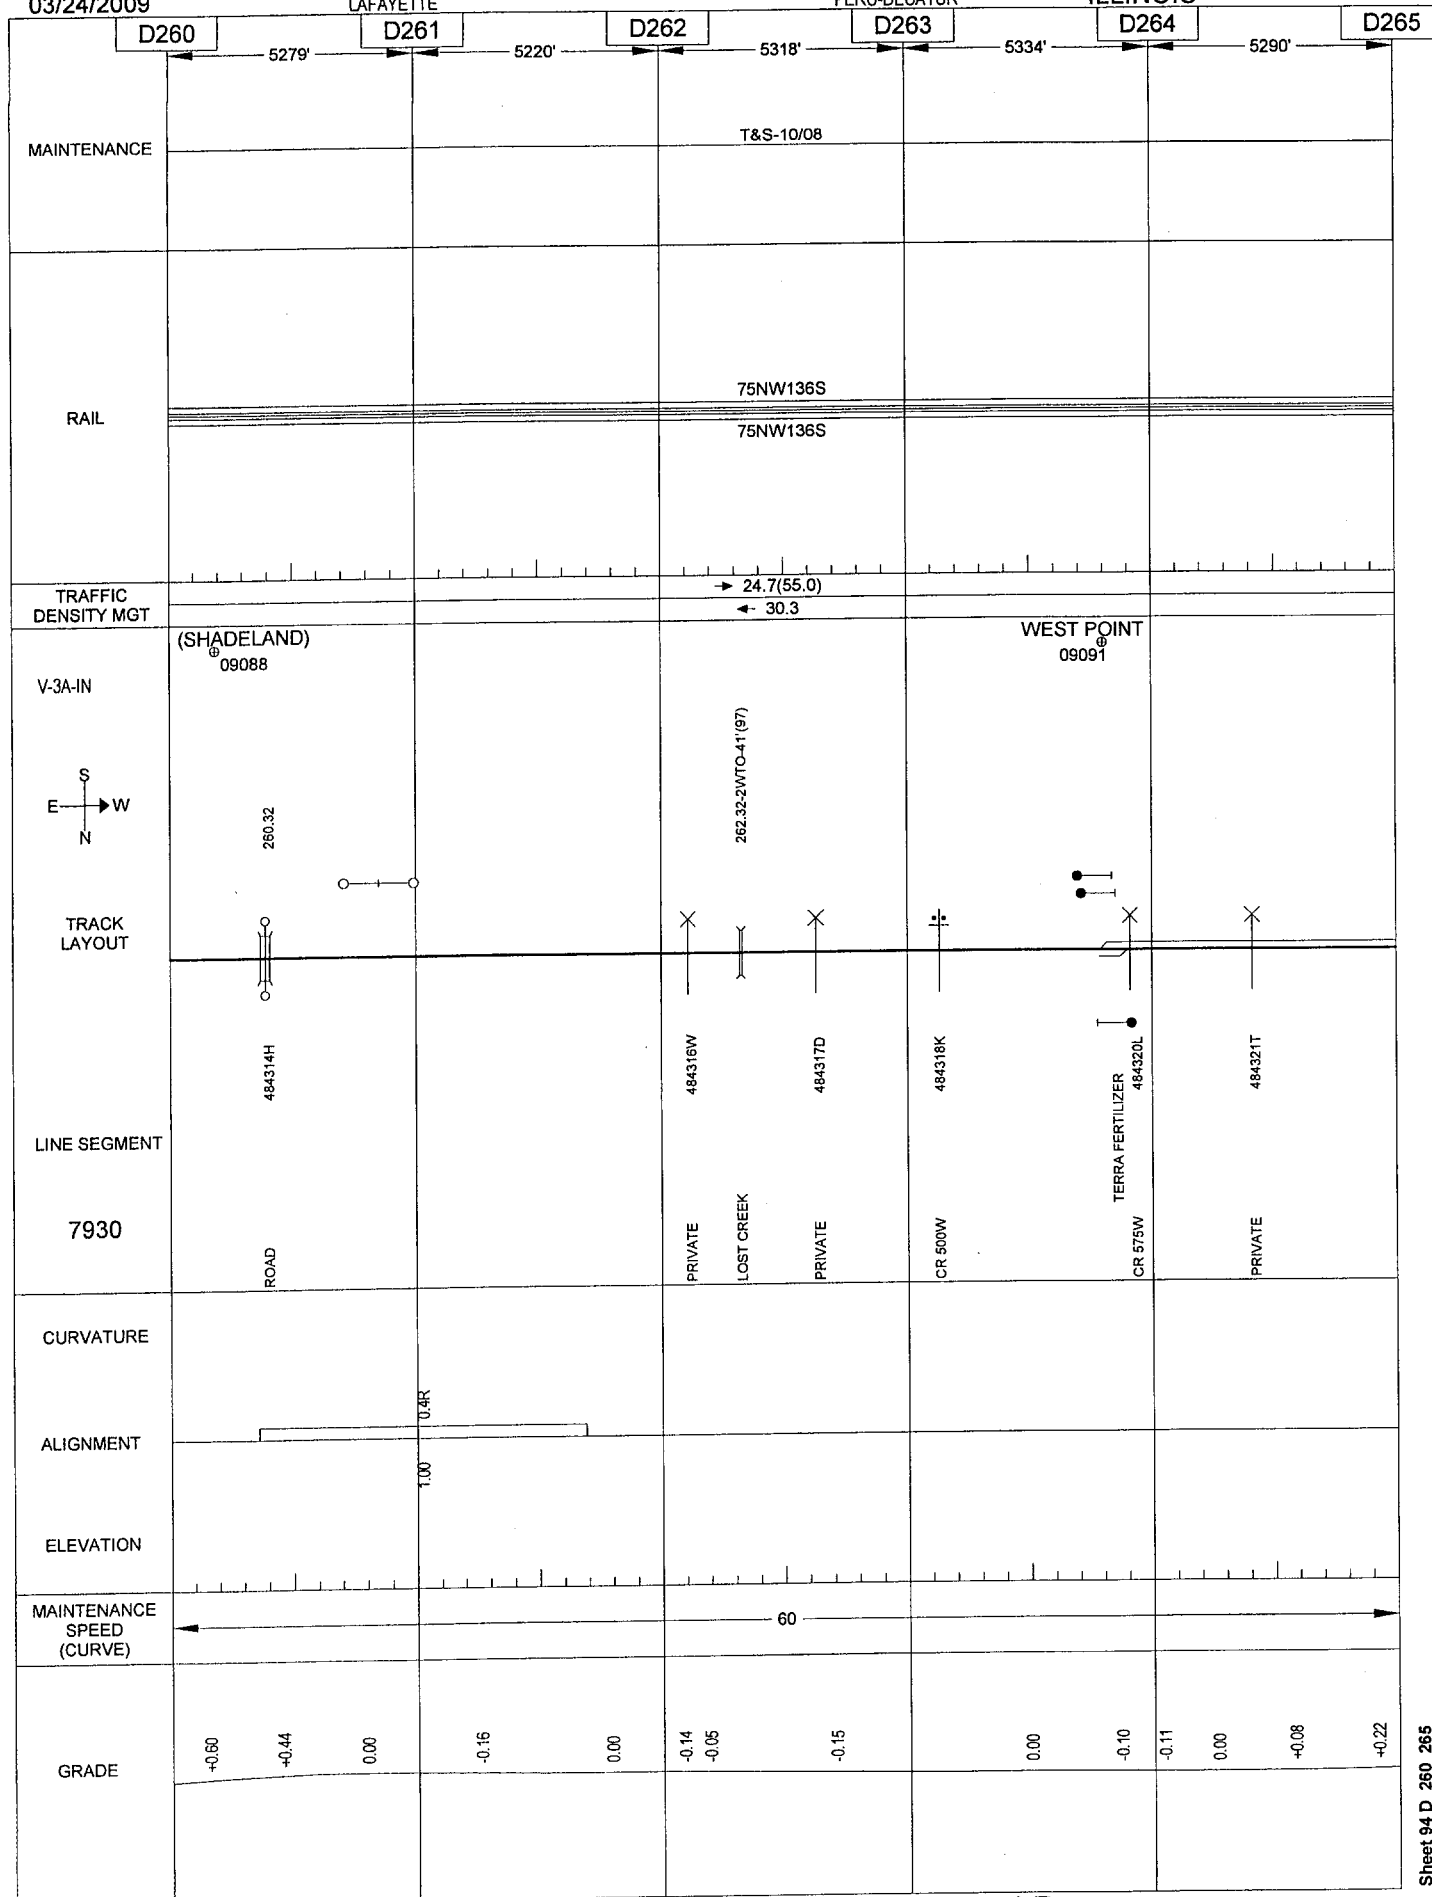 03/24/2009
LAFAYETTE
PERU-DECATUR
ILLINOIS
D260
D261
D262
D263
D264
D265
5279'
5220'
5318'
5334'
5290'
MAINTENANCE
T&S-10/08
RAIL
75NW136S
75NW136S
TRAFFIC
DENSITY MGT
24.7(55.0)
30.3
(SHADELAND)
09088
WEST POINT
09091
V-3A-IN
S
E
W
N
260.32
262.32-2WTO-41'(97)
TRACK
LAYOUT
484314H
484316W
484317D
484318K
484320L
484321T
TERRA FERTILIZER
LINE SEGMENT
7930
ROAD
PRIVATE
LOST CREEK
PRIVATE
CR 500W
CR 575W
PRIVATE
CURVATURE
0.4R
ALIGNMENT
1.00
ELEVATION
MAINTENANCE
SPEED
(CURVE)
60
GRADE
+0.60
+0.44
0.00
-0.16
0.00
-0.14
-0.05
-0.15
0.00
-0.10
-0.11
0.00
+0.08
+0.22
Sheet 94 D 260 265